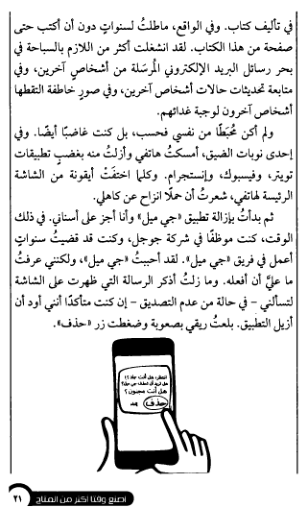 في تأليف كتاب. وفي الواقع، ماطلتُ لسنواتٍ دون أن أكتب حتى
صفحة من هذا الكتاب. لقد انشغلت أكثر من اللازم بالسباحة في
بحر رسائل البريد الإلكتروني المُرسَلة من أشخاصٍ آخرين، وفي
متابعة تحديثات حالات أشخاص آخرين، وفي صورٍ خاطفة التقطها
أشخاص آخرون لوجبة غدائهم.
ولم أكن مُحبَطًا من نفسي فحسب، بل كنت غاضبًا أيضًا. وفي
إحدى نوبات الضيق، أمسكتُ هاتفي وأزلتُ منه بغضبٍ تطبيقات
تويتر، وفيسبوك، وإنستجرام. وكلما اختفَتْ أيقونة من الشاشة
الرئيسة لهاتفي، شعرتُ أن حملًا انزاح عن كاهلي.
ثم بدأتُ بإزالة تطبيق «جي ميل» وأنا أجز على أسناني. في ذلك
الوقت، كنت موظفًا في شركة جوجل، وكنت قد قضيتُ سنواتٍ
أعمل في فريق «جي ميل». لقد أحببتُ «جي ميل»، ولكنني عرفتُ
ما عليَّ أن أفعله. وما زلتُ أذكر الرسالة التي ظهرت على الشاشة
لتسألني - في حالة من عدم التصديق - إن كنت متأكدًا أنني أود أن
أزيل التطبيق. بلعتُ ريقي بصعوبة وضغطت زر «حذف».
هل أنت مجنون؟
حذف
اصنع وقتا أكثر من المتاح
٢١